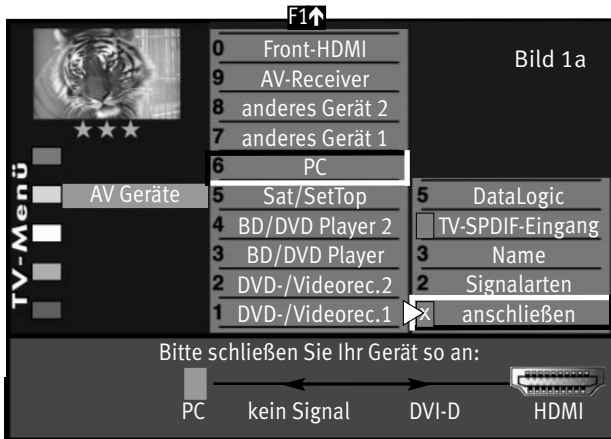 F1↑
Bild 1a
TV-Menü
AV Geräte
0 Front-HDMI
9 AV-Receiver
8 anderes Gerät 2
7 anderes Gerät 1
6 PC
5 Sat/SetTop
4 BD/DVD Player 2
3 BD/DVD Player
2 DVD-/Videorec.2
1 DVD-/Videorec.1
5 DataLogic
TV-SPDIF-Eingang
3 Name
2 Signalarten
x anschließen
Bitte schließen Sie Ihr Gerät so an:
PC kein Signal DVI-D HDMI